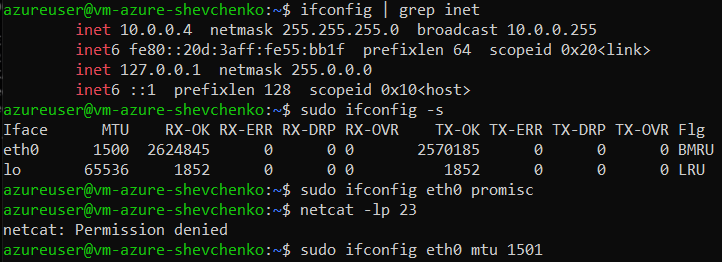 azureuser@vm-azure-shevchenko:~$ ifconfig | grep inet
        inet 10.0.0.4  netmask 255.255.255.0  broadcast 10.0.0.255
        inet6 fe80::20d:3aff:fe55:bb1f  prefixlen 64  scopeid 0x20<link>
        inet 127.0.0.1  netmask 255.0.0.0
        inet6 ::1  prefixlen 128  scopeid 0x10<host>
azureuser@vm-azure-shevchenko:~$ sudo ifconfig -s
Iface      MTU    RX-OK RX-ERR RX-DRP RX-OVR    TX-OK TX-ERR TX-DRP TX-OVR Flg
eth0      1500  2624845      0      0 0       2570185      0      0      0 BMRU
lo       65536     1852      0      0 0          1852      0      0      0 LRU
azureuser@vm-azure-shevchenko:~$ sudo ifconfig eth0 promisc
azureuser@vm-azure-shevchenko:~$ netcat -lp 23
netcat: Permission denied
azureuser@vm-azure-shevchenko:~$ sudo ifconfig eth0 mtu 1501